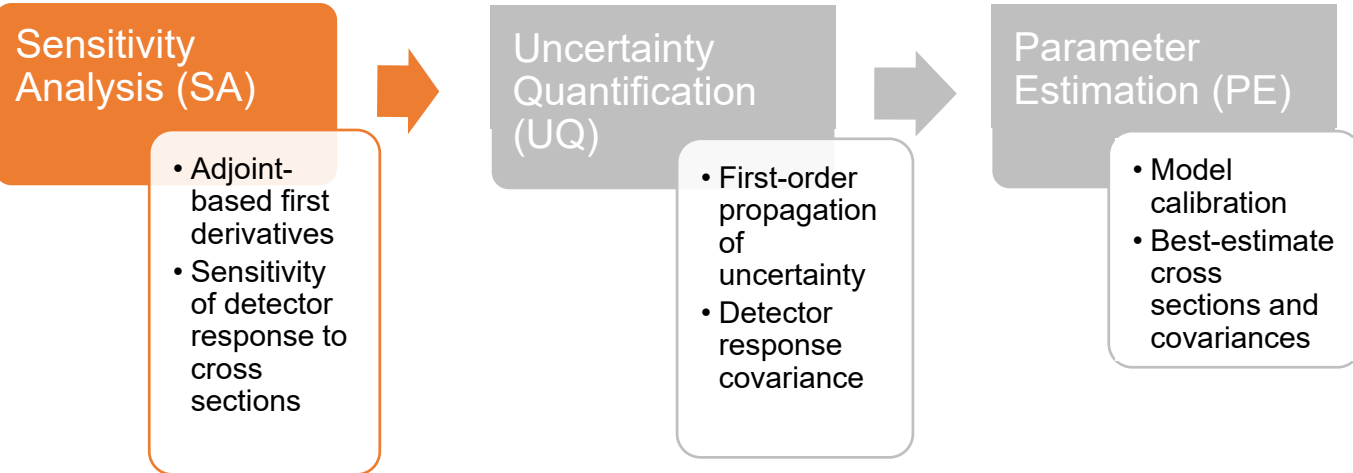 Sensitivity
Analysis (SA)
• Adjoint-
based first
derivatives
• Sensitivity
of detector
response to
cross
sections
Uncertainty
Quantification
(UQ)
• First-order
propagation
of
uncertainty
• Detector
response
covariance
Parameter
Estimation (PE)
• Model
calibration
• Best-estimate
cross
sections and
covariances